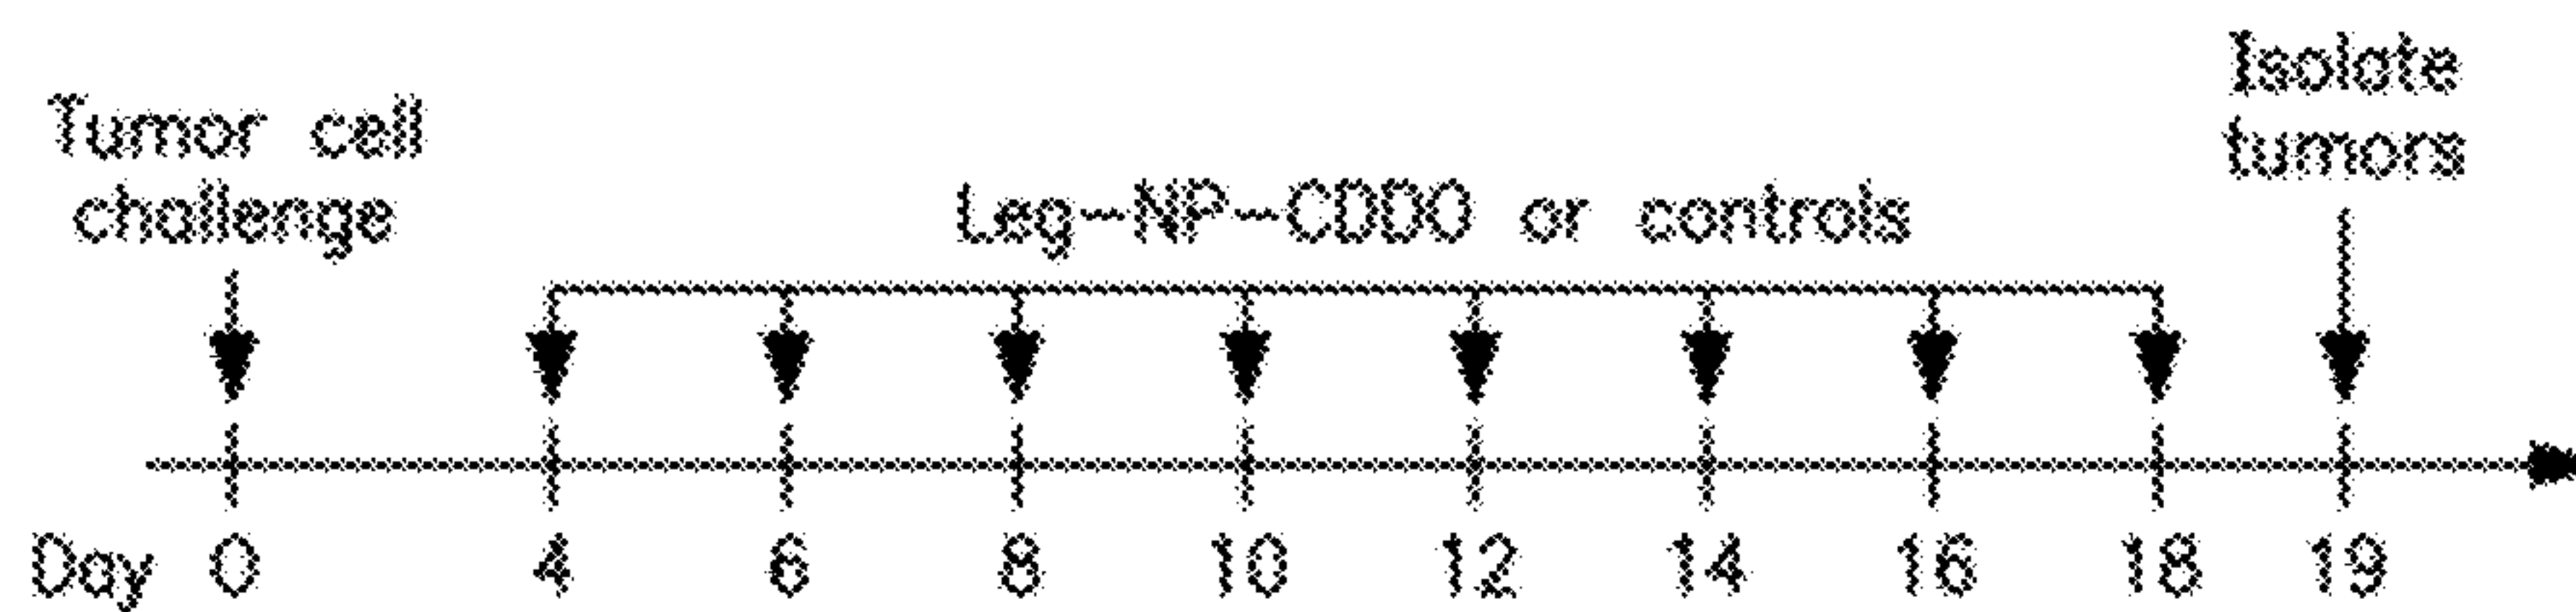 Tumor cell
challenge
Leg-NP-CDDO or controls
Isolate
tumors
Day 0 4 6 8 10 12 14 16 18 19